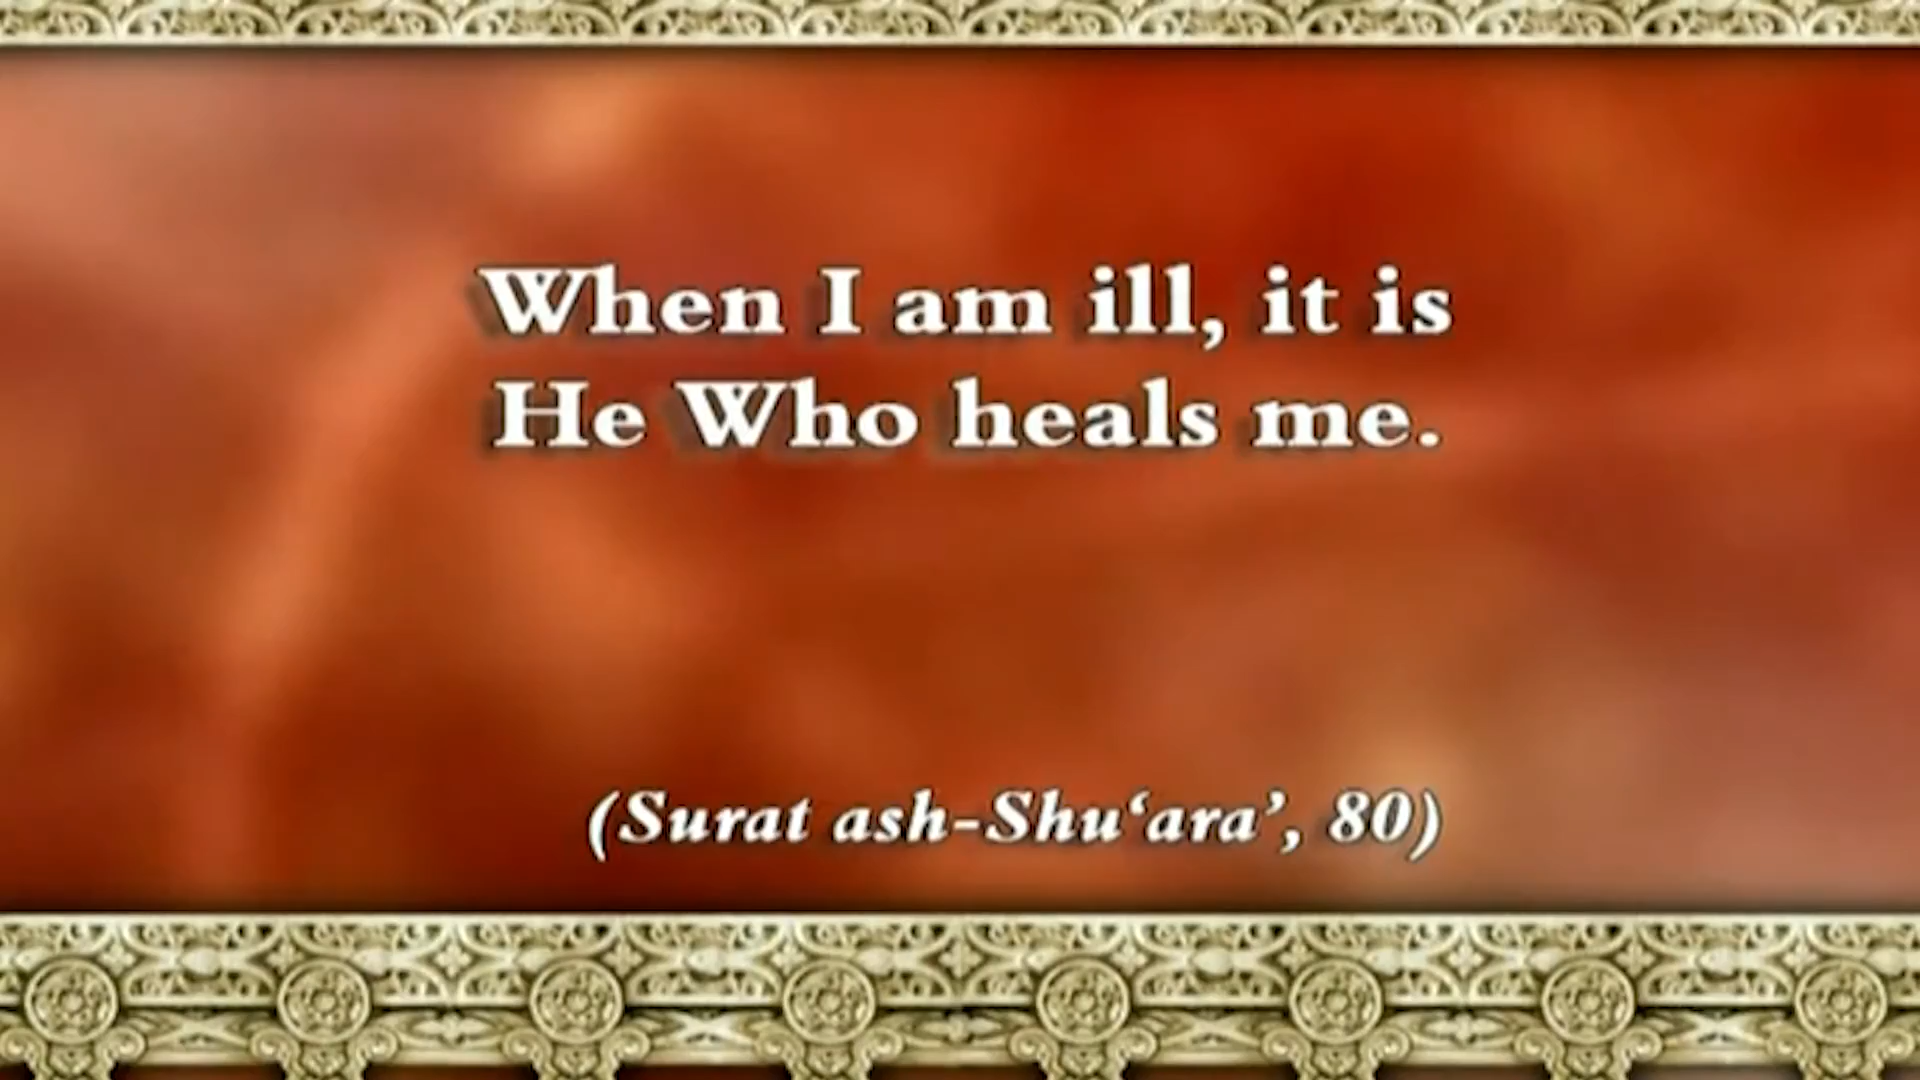 When I am ill, it is
He Who heals me.
(Surat ash-Shu‘ara’, 80)